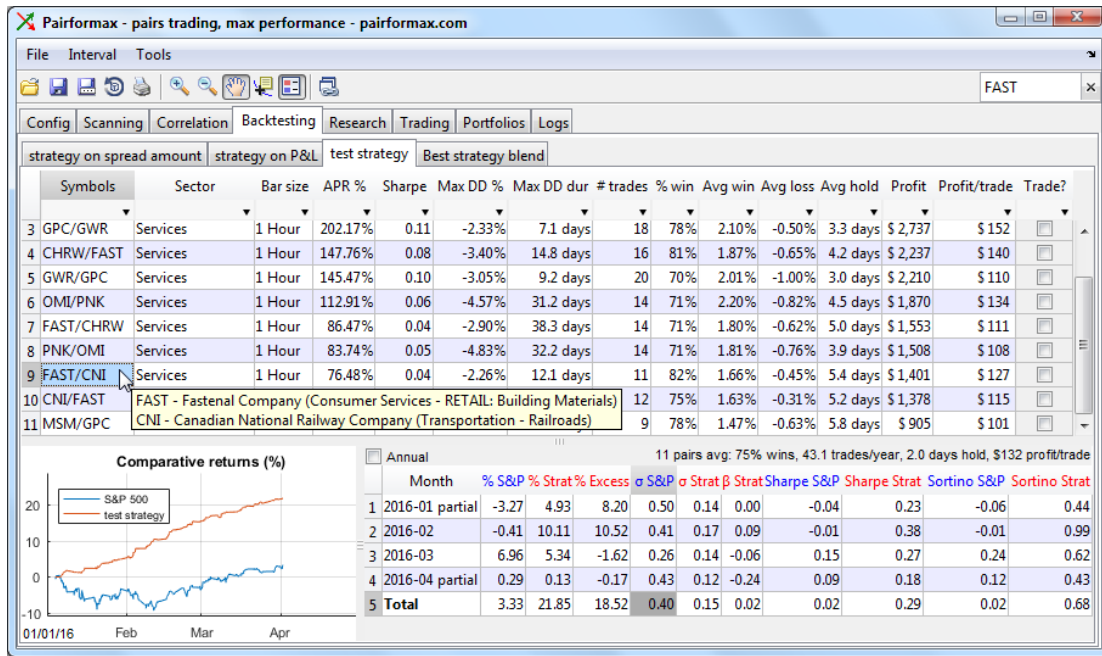 Pairformax - pairs trading, max performance - pairformax.com
File Interval Tools
FAST
Config Scanning Correlation Backtesting Research Trading Portfolios Logs
strategy on spread amount strategy on P&L test strategy Best strategy blend
Symbols Sector Bar size APR % Sharpe Max DD % Max DD dur # trades % win Avg win Avg loss Avg hold Profit Profit/trade Trade?
3 GPC/GWR Services 1 Hour 202.17% 0.11 -2.33% 7.1 days 18 78% 2.10% -0.50% 3.3 days $ 2,737 $ 152
4 CHRW/FAST Services 1 Hour 147.76% 0.08 -3.40% 14.8 days 16 81% 1.87% -0.65% 4.2 days $ 2,237 $ 140
5 GWR/GPC Services 1 Hour 145.47% 0.10 -3.05% 9.2 days 20 70% 2.01% -1.00% 3.0 days $ 2,210 $ 110
6 OMI/PNK Services 1 Hour 112.91% 0.06 -4.57% 31.2 days 14 71% 2.20% -0.82% 4.5 days $ 1,870 $ 134
7 FAST/CHRW Services 1 Hour 86.47% 0.04 -2.90% 38.3 days 14 71% 1.80% -0.62% 5.0 days $ 1,553 $ 111
8 PNK/OMI Services 1 Hour 83.74% 0.05 -4.83% 32.2 days 14 71% 1.81% -0.76% 3.9 days $ 1,508 $ 108
9 FAST/CNI Services 1 Hour 76.48% 0.04 -2.26% 12.1 days 11 82% 1.66% -0.45% 5.4 days $ 1,401 $ 127
10 CNI/FAST 12 75% 1.63% -0.31% 5.2 days $ 1,378 $ 115
FAST - Fastenal Company (Consumer Services - RETAIL: Building Materials)
CNI - Canadian National Railway Company (Transportation - Railroads)
11 MSM/GPC 9 78% 1.47% -0.63% 5.8 days $ 905 $ 101
Comparative returns (%)
S&P 500
test strategy
20
10
0
-10
01/01/16 Feb Mar Apr
Annual 11 pairs avg: 75% wins, 43.1 trades/year, 2.0 days hold, $132 profit/trade
Month % S&P % Strat % Excess σ S&P σ Strat β Strat Sharpe S&P Sharpe Strat Sortino S&P Sortino Strat
1 2016-01 partial -3.27 4.93 8.20 0.50 0.14 0.00 -0.04 0.23 -0.06 0.44
2 2016-02 -0.41 10.11 10.52 0.41 0.17 0.09 -0.01 0.38 -0.01 0.99
3 2016-03 6.96 5.34 -1.62 0.26 0.14 -0.06 0.15 0.27 0.24 0.62
4 2016-04 partial 0.29 0.13 -0.17 0.43 0.12 -0.24 0.09 0.18 0.12 0.43
5 Total 3.33 21.85 18.52 0.40 0.15 0.02 0.02 0.29 0.02 0.68